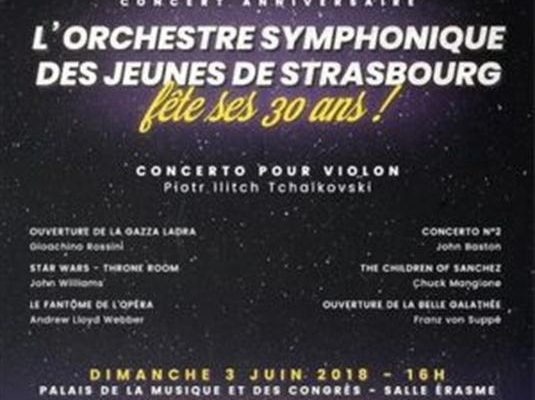 CONCERT ANNIVERSAIRE
L'ORCHESTRE SYMPHONIQUE
DES JEUNES DE STRASBOURG
fête ses 30 ans !
CONCERTO POUR VIOLON
Piotr Ilitch Tchaïkovski
OUVERTURE DE LA GAZZA LADRA
Gioachino Rossini
STAR WARS - THRONE ROOM
John Williams
LE FANTÔME DE L'OPÉRA
Andrew Lloyd Webber
CONCERTO N°2
John Baston
THE CHILDREN OF SANCHEZ
Chuck Mangione
OUVERTURE DE LA BELLE GALATHÉE
Franz von Suppé
DIMANCHE 3 JUIN 2018 - 16H
PALAIS DE LA MUSIQUE ET DES CONGRÈS - SALLE ÉRASME